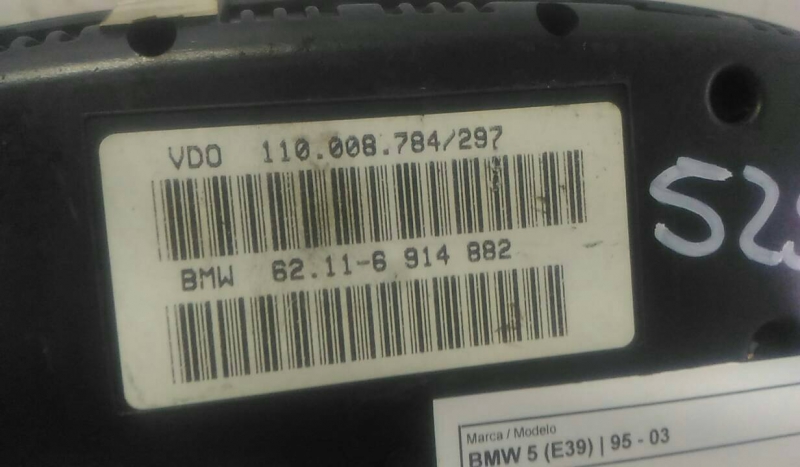 VDO 110.008.784/297
BMW 62.11-6 914 882
Marca / Modelo
BMW 5 (E39) | 95 - 03